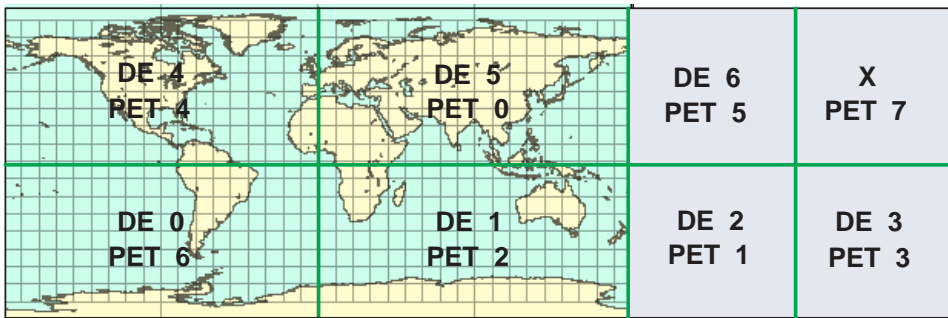 DE 4
PET 4
DE 5
PET 0
DE 6
PET 5
X
PET 7
DE 0
PET 6
DE 1
PET 2
DE 2
PET 1
DE 3
PET 3